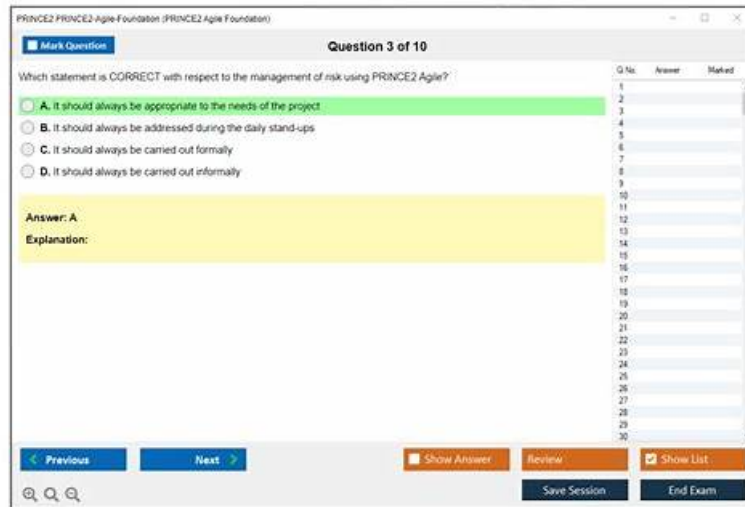 PRINCE2 PRINCE2-Agile-Foundation (PRINCE2 Agile Foundation)
Mark Question
Question 3 of 10
Which statement is CORRECT with respect to the management of risk using PRINCE2 Agile?
A. It should always be appropriate to the needs of the project
B. It should always be addressed during the daily stand-ups
C. It should always be carried out formally
D. It should always be carried out informally
Answer: A
Explanation:
Q No. Answer Marked
1
2
3
4
5
6
7
8
9
10
11
12
13
14
15
16
17
18
19
20
21
22
23
24
25
26
27
28
29
30
Previous
Next
Show Answer
Review
Show List
Save Session
End Exam